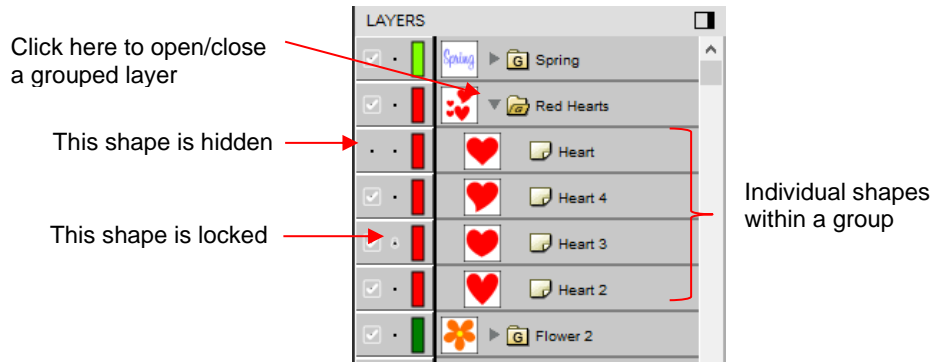 LAYERS
Click here to open/close
a grouped layer
Spring
G
Spring
G
Red Hearts
This shape is hidden
Heart
Heart 4
Individual shapes
within a group
This shape is locked
Heart 3
Heart 2
G
Flower 2